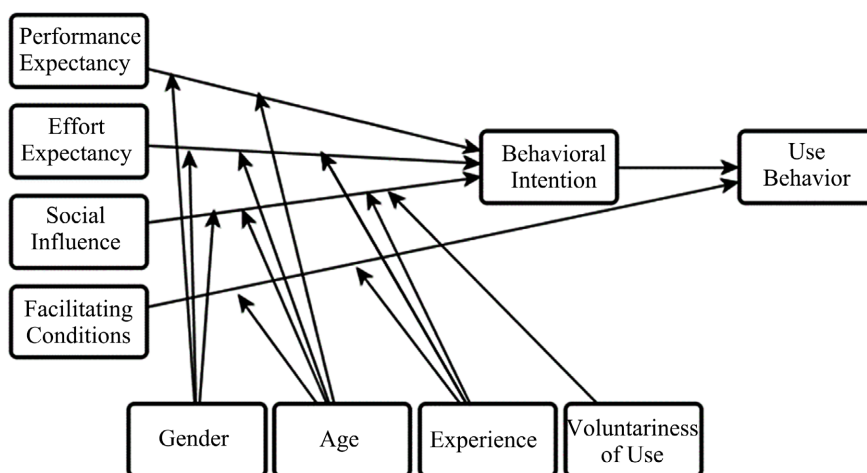 Performance
Expectancy
Effort
Expectancy
Social
Influence
Facilitating
Conditions
Behavioral
Intention
Use
Behavior
Gender
Age
Experience
Voluntariness
of Use